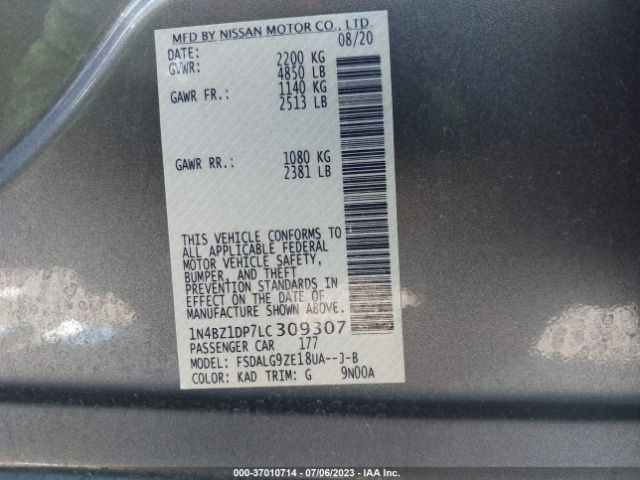 MFD BY NISSAN MOTOR CO., LTD.
DATE: 08/20
GVWR: 2200 KG
4850 LB
GAWR FR.: 1140 KG
2513 LB
GAWR RR.: 1080 KG
2381 LB
THIS VEHICLE CONFORMS TO
ALL APPLICABLE FEDERAL
MOTOR VEHICLE SAFETY,
BUMPER, AND THEFT
PREVENTION STANDARDS IN
EFFECT ON THE DATE OF
MANUFACTURE SHOWN ABOVE.
1N4BZ1DP7LC309307
PASSENGER CAR 177
MODEL: FSDALG9ZE18UA--J-B
COLOR: KAD TRIM: G 9N00A
000-37010714 - 07/06/2023 - IAA Inc.